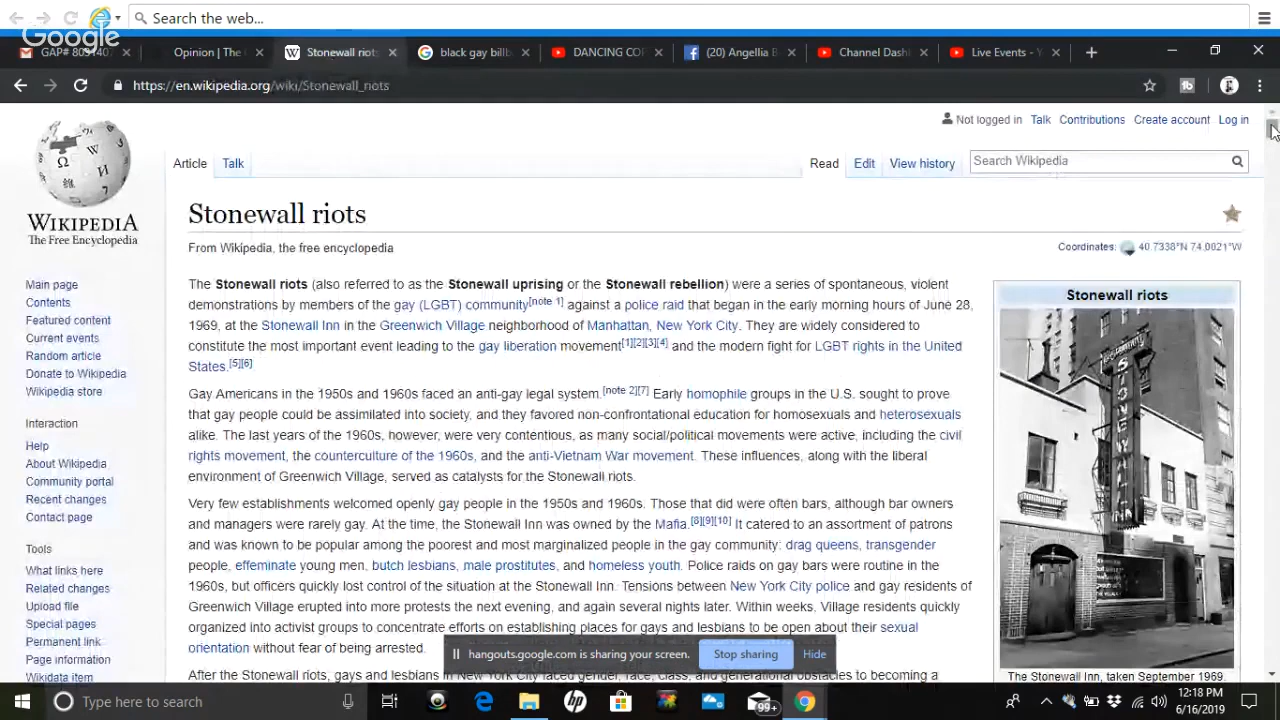 Search the web...
Google
GAP# 8091407
Opinion | The
Stonewall riots
black gay billb
DANCING COP
(20) Angellia B
Channel Dash
Live Events - Y
https://en.wikipedia.org/wiki/Stonewall_riots
Not logged in Talk Contributions Create account Log in
Article Talk
Read Edit View history
Search Wikipedia
WIKIPEDIA
The Free Encyclopedia
Stonewall riots
From Wikipedia, the free encyclopedia
Coordinates: 40.7338°N 74.0021°W
Main page
Contents
Featured content
Current events
Random article
Donate to Wikipedia
Wikipedia store
Interaction
Help
About Wikipedia
Community portal
Recent changes
Contact page
Tools
What links here
Related changes
Upload file
Special pages
Permanent link
Page information
Wikidata item
The Stonewall riots (also referred to as the Stonewall uprising or the Stonewall rebellion) were a series of spontaneous, violent
demonstrations by members of the gay (LGBT) community[note 1] against a police raid that began in the early morning hours of June 28,
1969, at the Stonewall Inn in the Greenwich Village neighborhood of Manhattan, New York City. They are widely considered to
constitute the most important event leading to the gay liberation movement[1][2][3][4] and the modern fight for LGBT rights in the United
States.[5][6]
Gay Americans in the 1950s and 1960s faced an anti-gay legal system.[note 2][7] Early homophile groups in the U.S. sought to prove
that gay people could be assimilated into society, and they favored non-confrontational education for homosexuals and heterosexuals
alike. The last years of the 1960s, however, were very contentious, as many social/political movements were active, including the civil
rights movement, the counterculture of the 1960s, and the anti-Vietnam War movement. These influences, along with the liberal
environment of Greenwich Village, served as catalysts for the Stonewall riots.
Very few establishments welcomed openly gay people in the 1950s and 1960s. Those that did were often bars, although bar owners
and managers were rarely gay. At the time, the Stonewall Inn was owned by the Mafia.[8][9][10] It catered to an assortment of patrons
and was known to be popular among the poorest and most marginalized people in the gay community: drag queens, transgender
people, effeminate young men, butch lesbians, male prostitutes, and homeless youth. Police raids on gay bars were routine in the
1960s, but officers quickly lost control of the situation at the Stonewall Inn. Tensions between New York City police and gay residents of
Greenwich Village erupted into more protests the next evening, and again several nights later. Within weeks, Village residents quickly
organized into activist groups to concentrate efforts on establishing places for gays and lesbians to be open about their sexual
orientation without fear of being arrested.
After the Stonewall riots, gays and lesbians in New York City faced gender, race, class, and generational obstacles to becoming a
Stonewall riots
STONEWALL
INN
The Stonewall Inn, taken September 1969.
hangouts.google.com is sharing your screen. Stop sharing Hide
Type here to search
99+
12:18 PM
6/16/2019